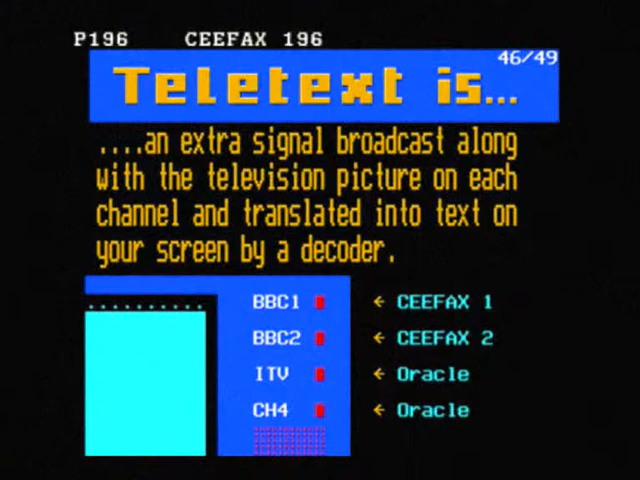 P196 CEEFAX 196
46/49
Teletext is...
....an extra signal broadcast along
with the television picture on each
channel and translated into text on
your screen by a decoder.
BBC1 ← CEEFAX 1
BBC2 ← CEEFAX 2
ITV ← Oracle
CH4 ← Oracle